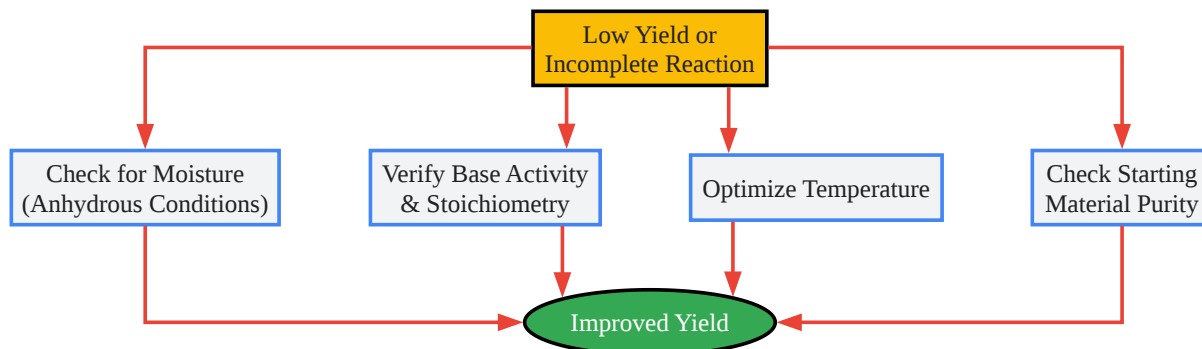 Low Yield or
Incomplete Reaction
Check for Moisture
(Anhydrous Conditions)
Verify Base Activity
& Stoichiometry
Optimize Temperature
Check Starting
Material Purity
Improved Yield